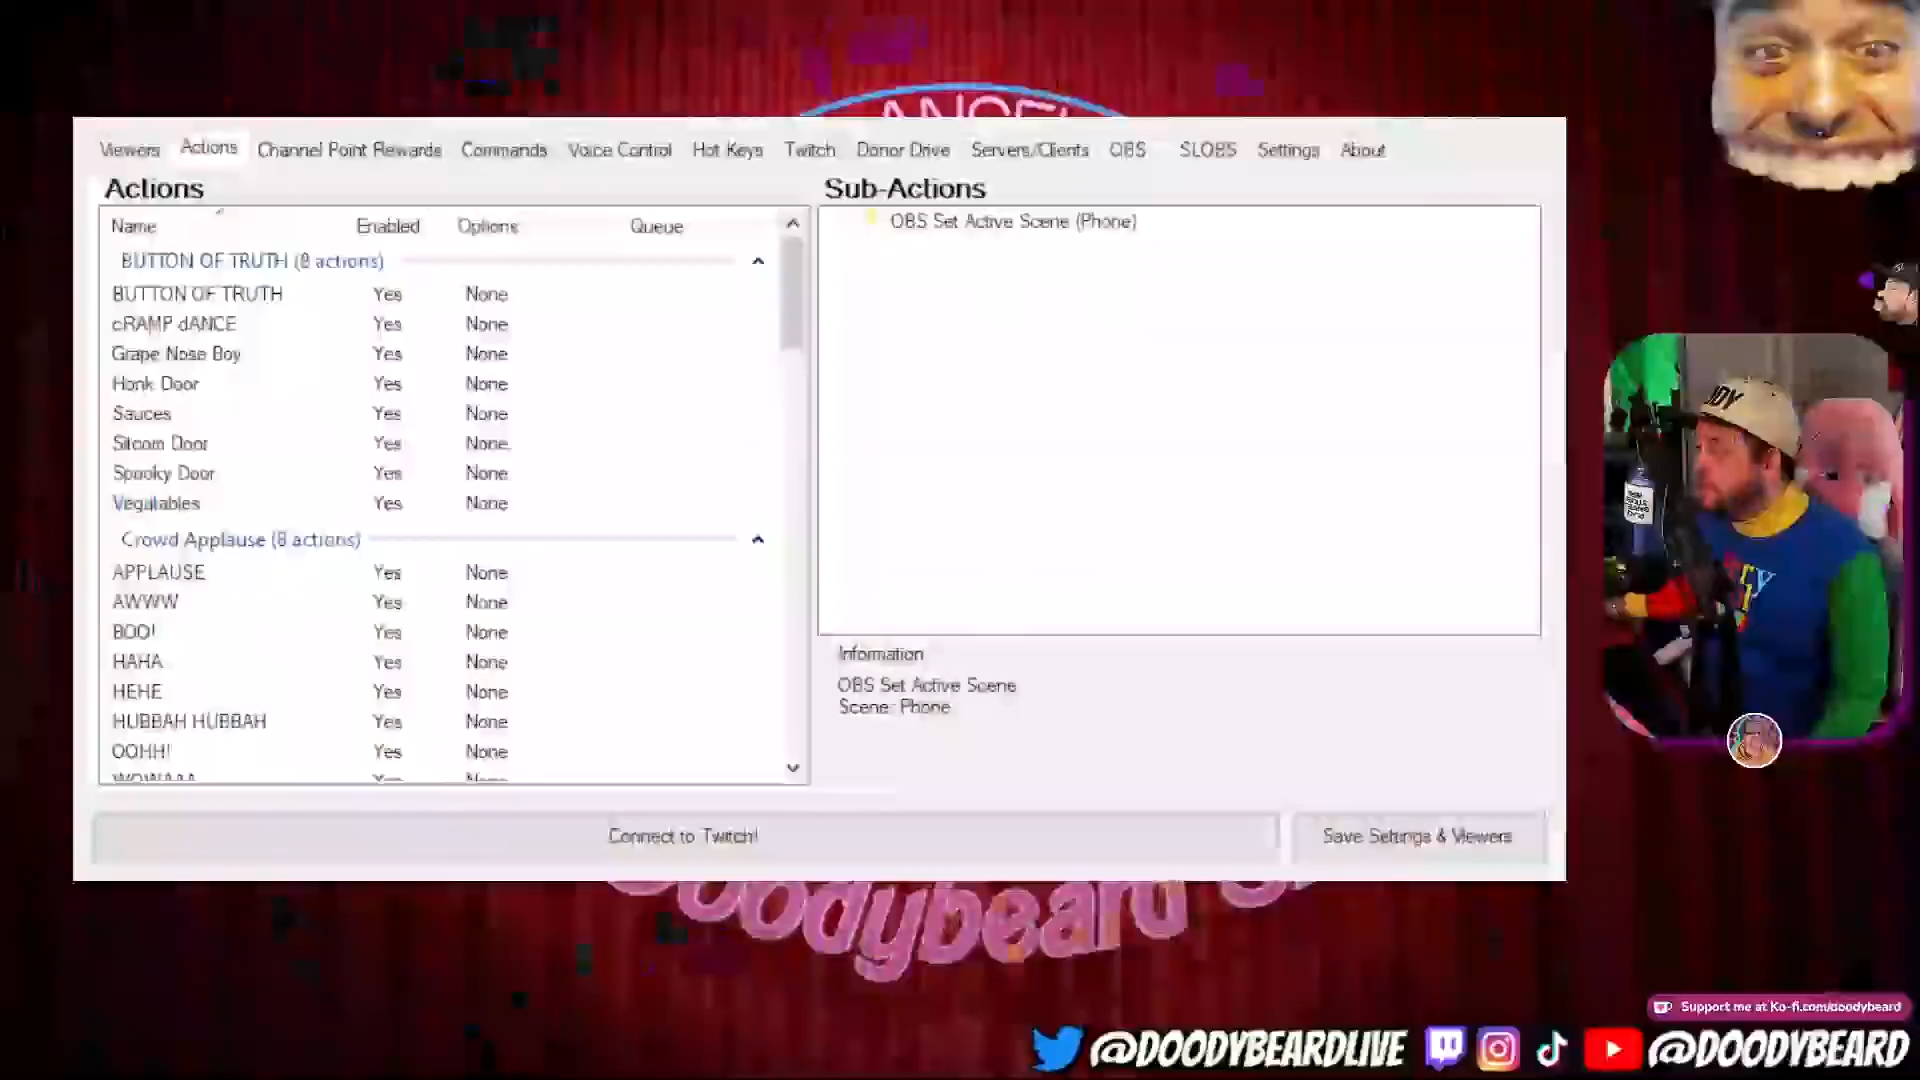 ANGEL
Viewers Actions Channel Point Rewards Commands Voice Control Hot Keys Twitch Donor Drive Servers/Clients OBS SLOBS Settings About
Actions Sub-Actions
Name Enabled Options Queue
OBS Set Active Scene (Phone)
BUTTON OF TRUTH (8 actions)
BUTTON OF TRUTH Yes None
cRAMP dANCE Yes None
Grape Nose Boy Yes None
Honk Door Yes None
Sauces Yes None
Sitcom Door Yes None
Spooky Door Yes None
Vegatables Yes None
Crowd Applause (8 actions)
APPLAUSE Yes None
AWWW Yes None
BOO! Yes None
HAHA Yes None
HEHE Yes None
HUBBAH HUBBAH Yes None
OOHH! Yes None
Information
OBS Set Active Scene
Scene: Phone
Connect to Twitch! Save Settings & Viewers
Doodybeard
Support me at Ko-fi.com/doodybeard
@DOODYBEARDLIVE @DOODYBEARD